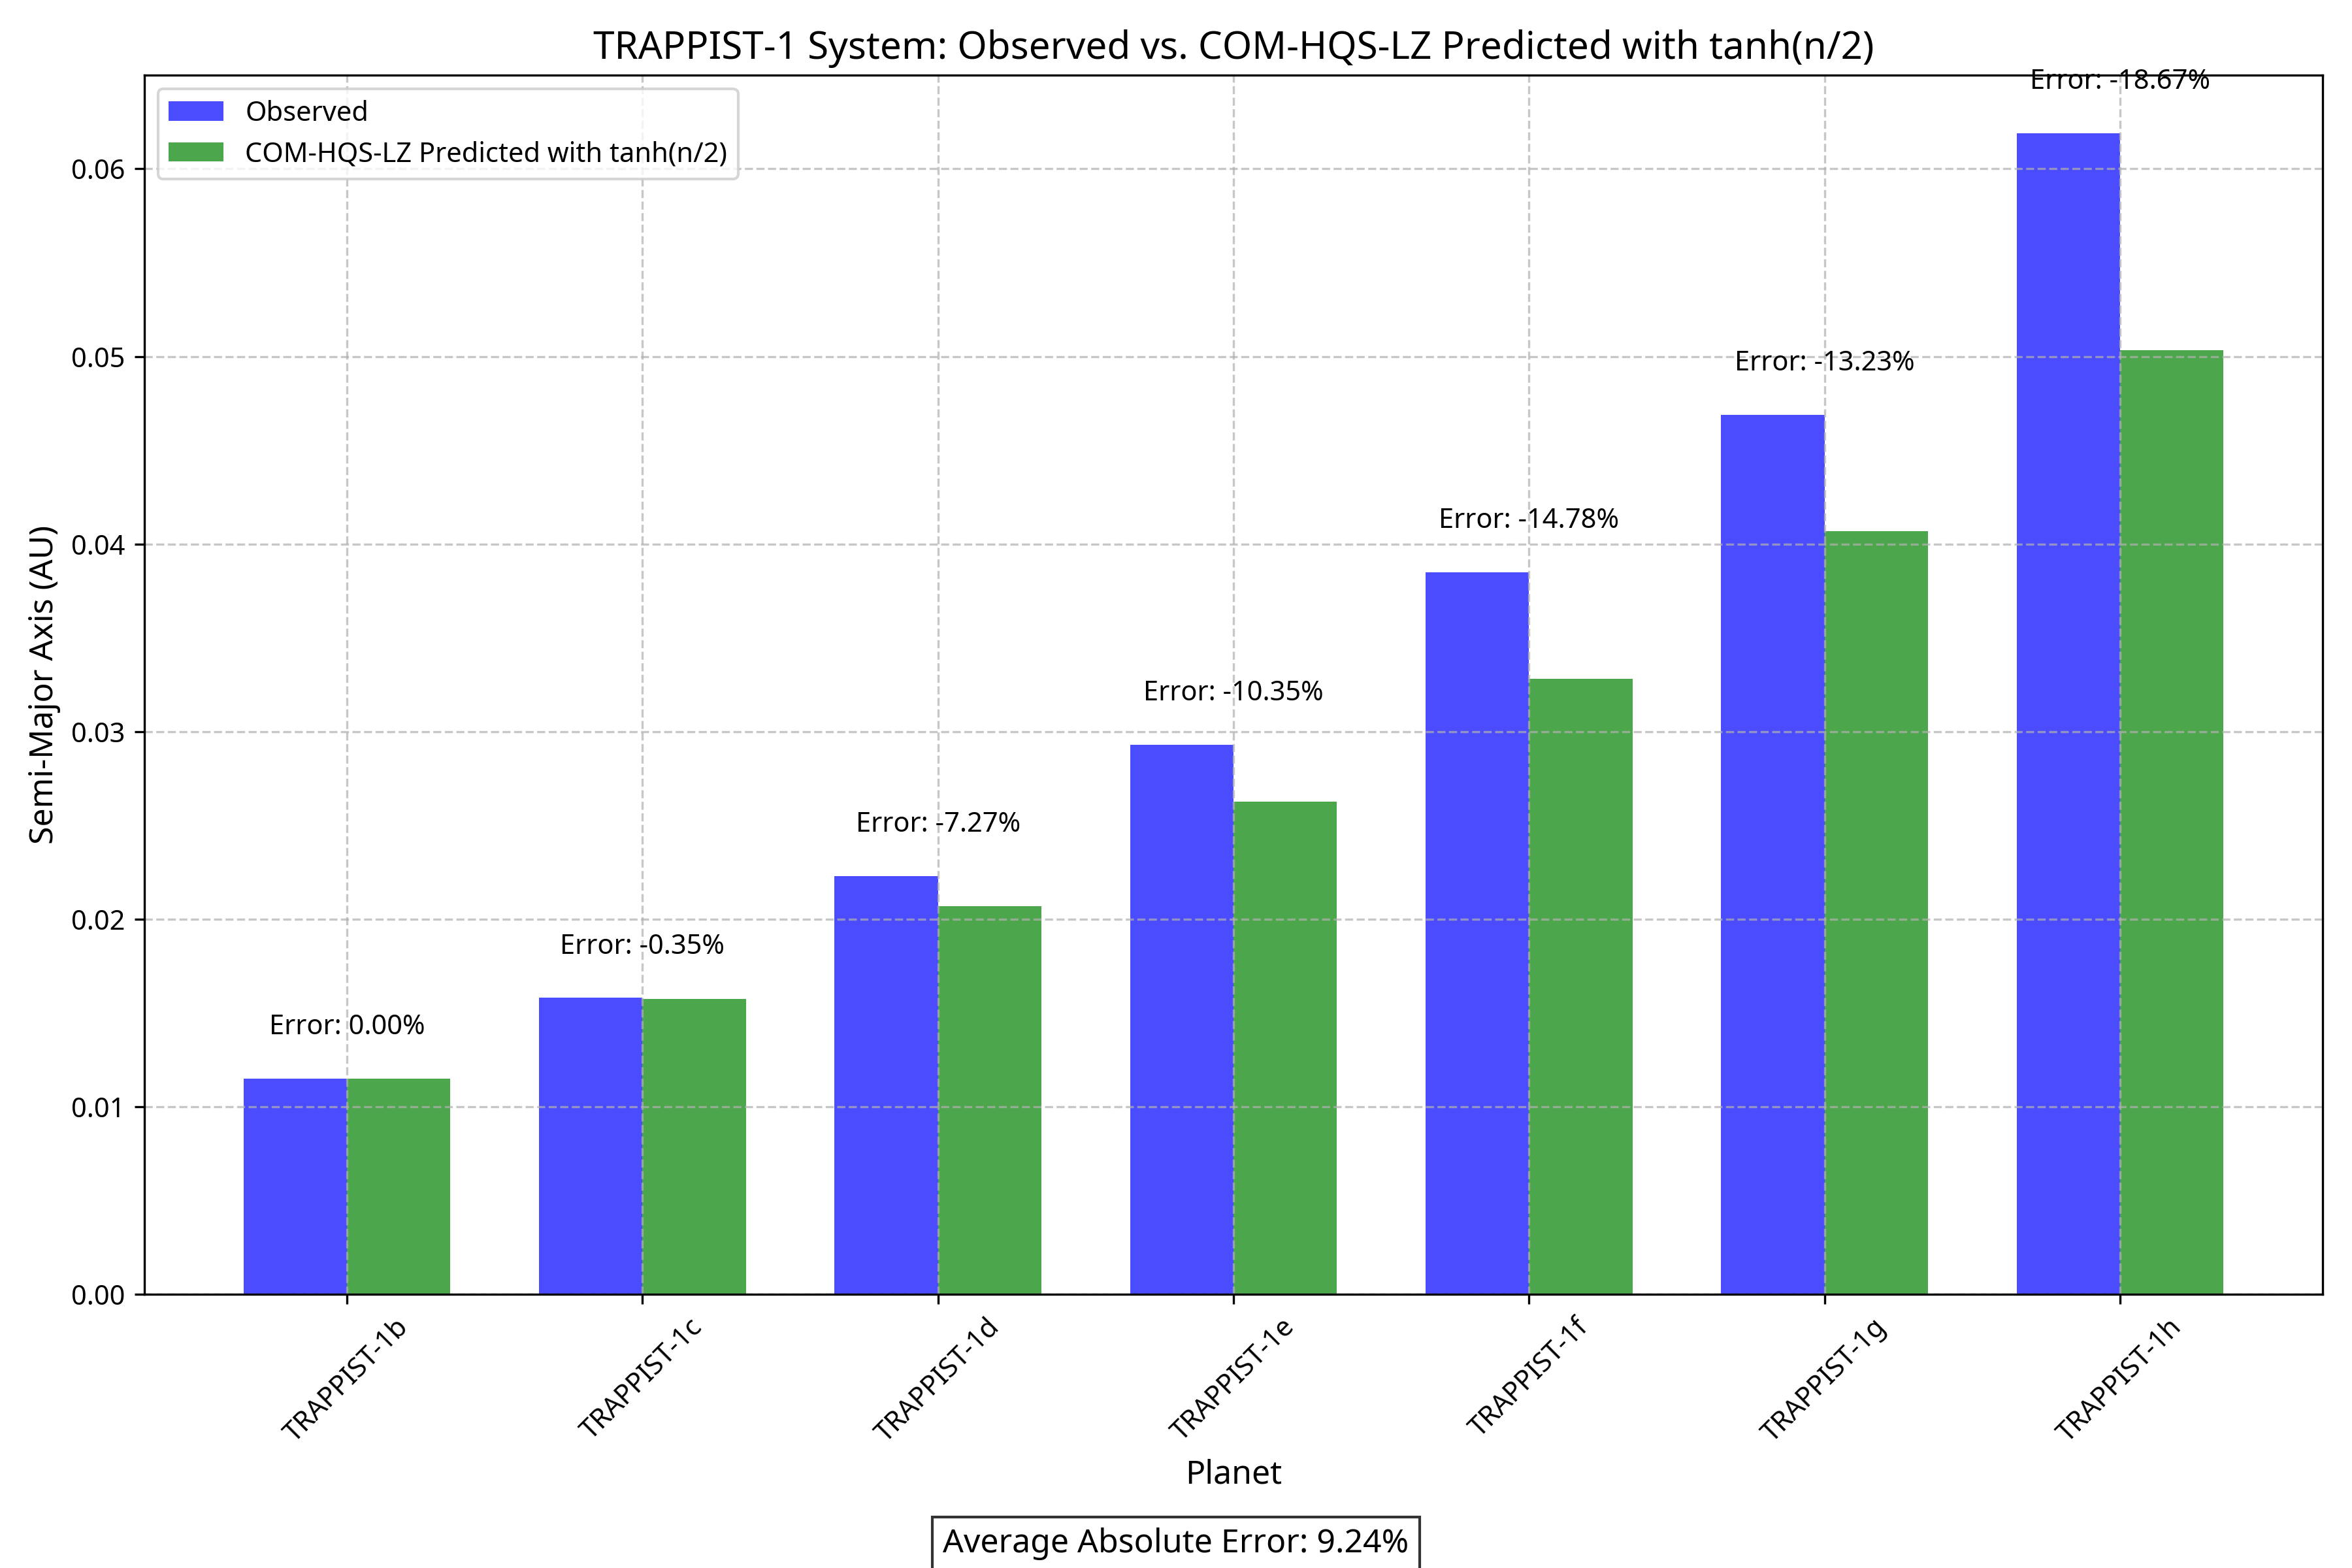 TRAPPIST-1 System: Observed vs. COM-HQS-LZ Predicted with tanh(n/2)
Observed
COM-HQS-LZ Predicted with tanh(n/2)
Error: -18.67%
Error: -13.23%
Error: -14.78%
Error: -10.35%
Error: -7.27%
Error: -0.35%
Error: 0.00%
Semi-Major Axis (AU)
0.06
0.05
0.04
0.03
0.02
0.01
0.00
TRAPPIST-1b
TRAPPIST-1c
TRAPPIST-1d
TRAPPIST-1e
TRAPPIST-1f
TRAPPIST-1g
TRAPPIST-1h
Planet
Average Absolute Error: 9.24%